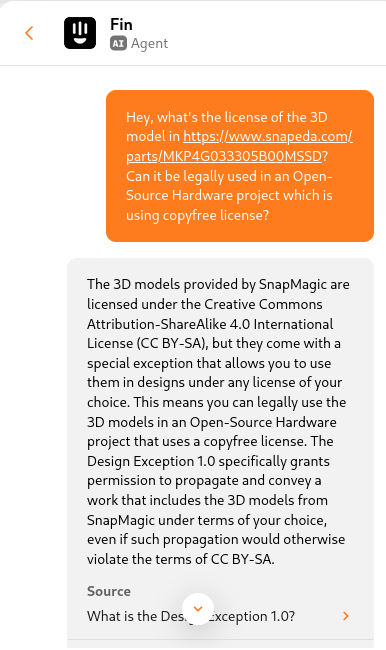 Fin
AI Agent
Hey, what's the license of the 3D
model in https://www.snapeda.com/
parts/MKP4G033305B00MSSD?
Can it be legally used in an Open-
Source Hardware project which is
using copyfree license?
The 3D models provided by SnapMagic are
licensed under the Creative Commons
Attribution-ShareAlike 4.0 International
License (CC BY-SA), but they come with a
special exception that allows you to use
them in designs under any license of your
choice. This means you can legally use the
3D models in an Open-Source Hardware
project that uses a copyfree license. The
Design Exception 1.0 specifically grants
permission to propagate and convey a
work that includes the 3D models from
SnapMagic under terms of your choice,
even if such propagation would otherwise
violate the terms of CC BY-SA.
Source
What is the Design Exception 1.0?